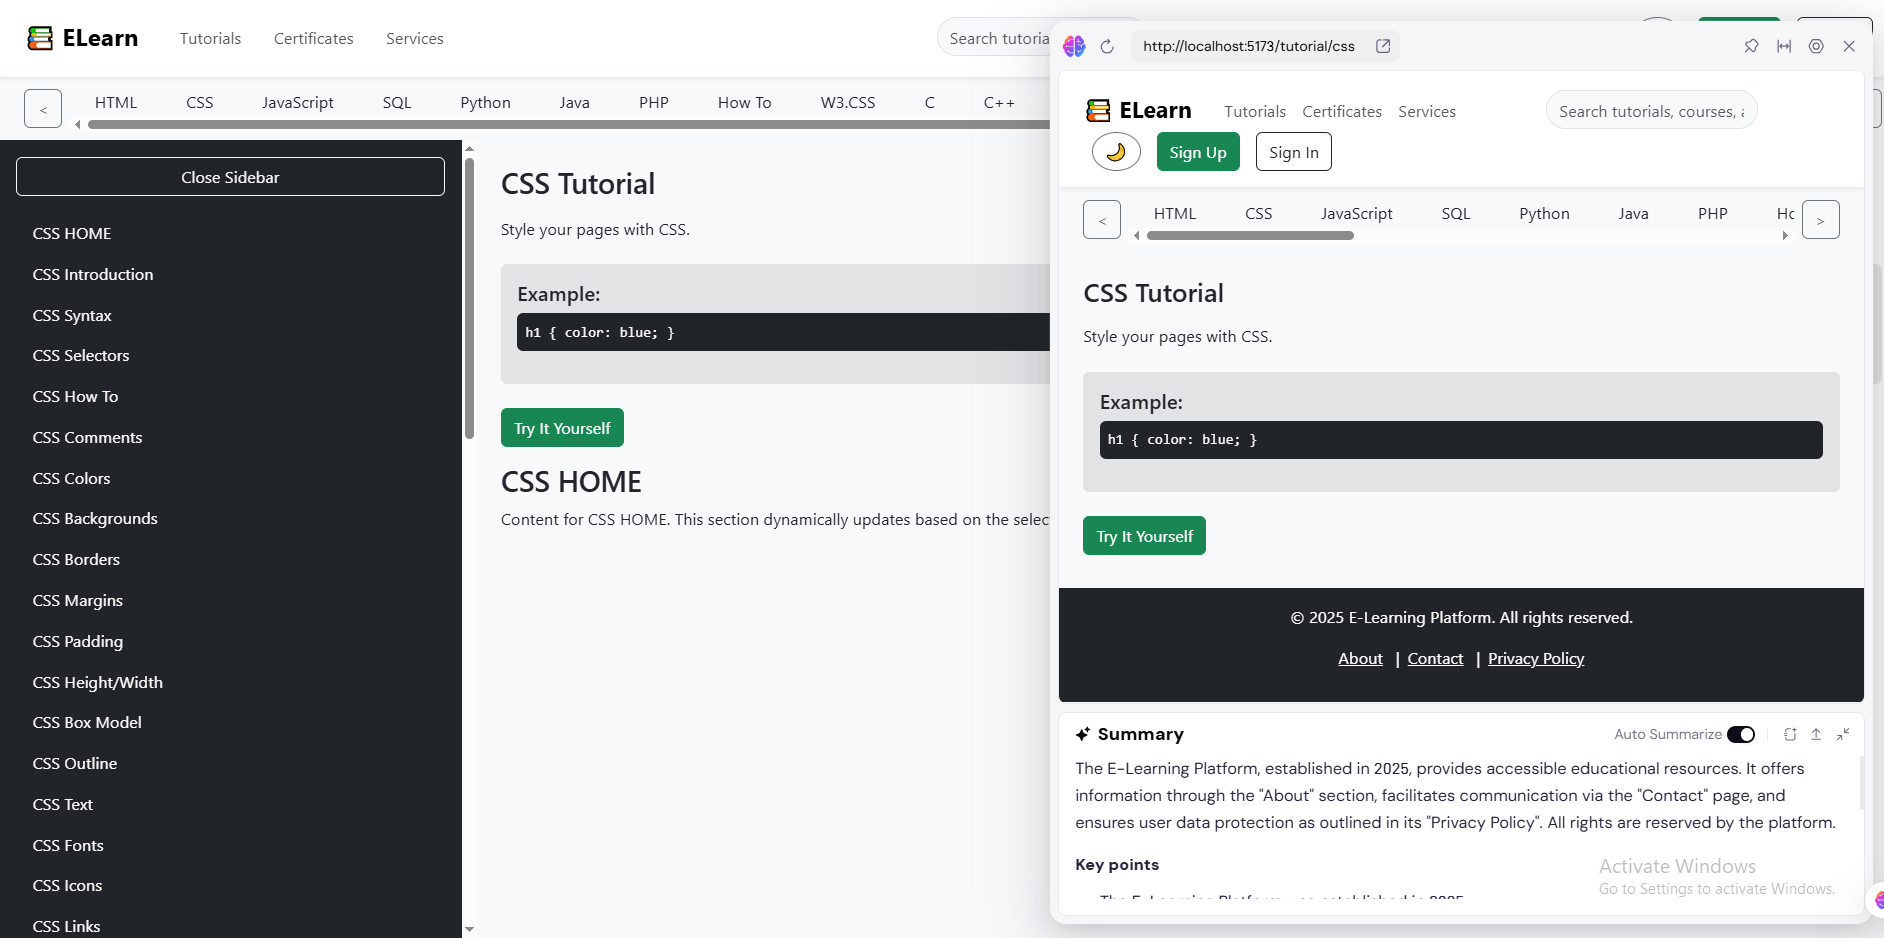 ELearn
Tutorials
Certificates
Services
Search tutoria
<
HTML
CSS
JavaScript
SQL
Python
Java
PHP
How To
W3.CSS
C
C++
Close Sidebar
CSS HOME
CSS Introduction
CSS Syntax
CSS Selectors
CSS How To
CSS Comments
CSS Colors
CSS Backgrounds
CSS Borders
CSS Margins
CSS Padding
CSS Height/Width
CSS Box Model
CSS Outline
CSS Text
CSS Fonts
CSS Icons
CSS Links
CSS Tutorial
Style your pages with CSS.
Example:
h1 { color: blue; }
Try It Yourself
CSS HOME
Content for CSS HOME. This section dynamically updates based on the selec
http://localhost:5173/tutorial/css
ELearn
Tutorials
Certificates
Services
Search tutorials, courses, a
Sign Up
Sign In
<
HTML
CSS
JavaScript
SQL
Python
Java
PHP
Ho
>
CSS Tutorial
Style your pages with CSS.
Example:
h1 { color: blue; }
Try It Yourself
© 2025 E-Learning Platform. All rights reserved.
About | Contact | Privacy Policy
Summary
Auto Summarize
The E-Learning Platform, established in 2025, provides accessible educational resources. It offers
information through the "About" section, facilitates communication via the "Contact" page, and
ensures user data protection as outlined in its "Privacy Policy". All rights are reserved by the platform.
Key points
The E-Learning Platform was established in 2025
Activate Windows
Go to Settings to activate Windows.